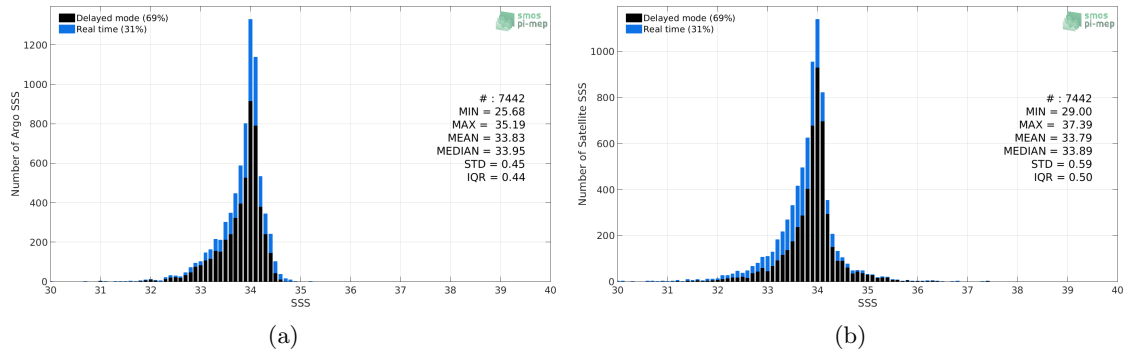 Delayed mode (69%)
Real time (31%)
smos
pi-mep
Number of Argo SSS
1400
1200
1000
800
600
400
200
0
# : 7442
MIN = 25.68
MAX = 35.19
MEAN = 33.83
MEDIAN = 33.95
STD = 0.45
IQR = 0.44
30 31 32 33 34 35 36 37 38 39 40
SSS
(a)
Delayed mode (69%)
Real time (31%)
smos
pi-mep
Number of Satellite SSS
1000
800
600
400
200
0
# : 7442
MIN = 29.00
MAX = 37.39
MEAN = 33.79
MEDIAN = 33.89
STD = 0.59
IQR = 0.50
30 31 32 33 34 35 36 37 38 39 40
SSS
(b)